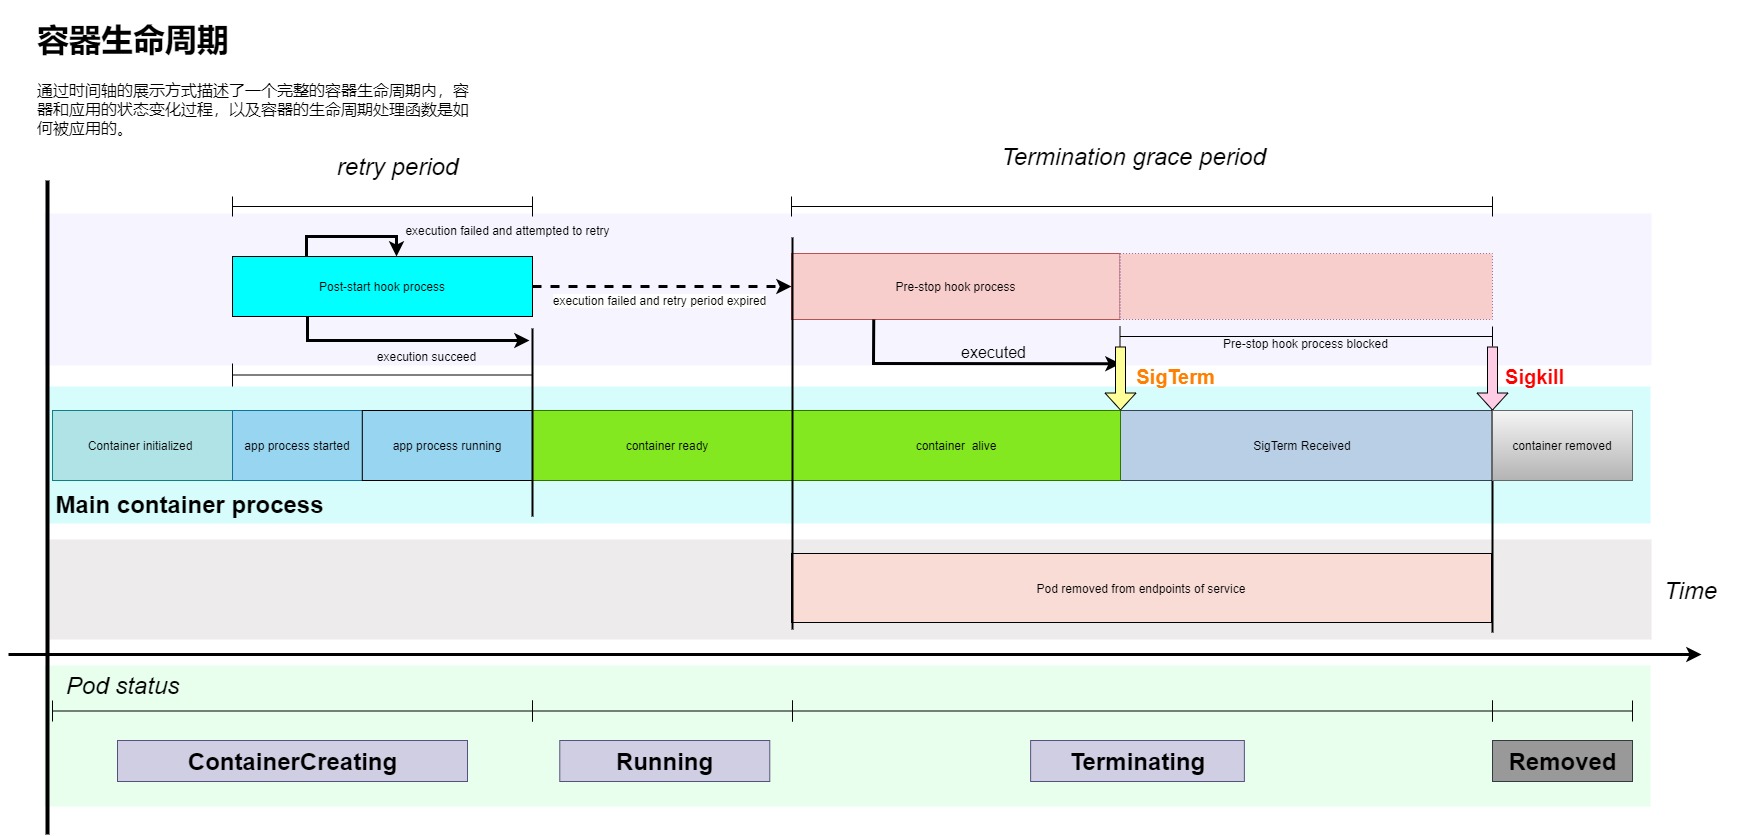 容器生命周期
通过时间轴的展示方式描述了一个完整的容器生命周期内，容
器和应用的状态变化过程，以及容器的生命周期处理函数是如
何被应用的。
retry period
Termination grace period
execution failed and attempted to retry
Post-start hook process
Pre-stop hook process
execution failed and retry period expired
execution succeed
executed
Pre-stop hook process blocked
SigTerm
Sigkill
Container initialized
app process started
app process running
container ready
container alive
SigTerm Received
container removed
Main container process
Pod removed from endpoints of service
Time
Pod status
ContainerCreating
Running
Terminating
Removed